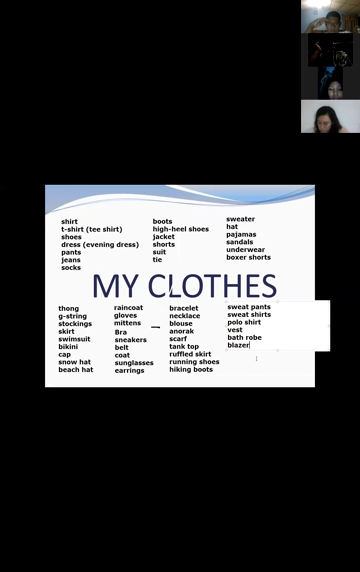 shirt
t-shirt (tee shirt)
shoes
dress (evening dress)
pants
jeans
socks
boots
high-heel shoes
jacket
shorts
suit
tie
sweater
hat
pajamas
sandals
underwear
boxer shorts
MY CLOTHES
thong
g-string
stockings
skirt
swimsuit
bikini
cap
snow hat
beach hat
raincoat
gloves
mittens
Bra
sneakers
belt
coat
sunglasses
earrings
bracelet
necklace
blouse
anorak
scarf
tank top
ruffled skirt
running shoes
hiking boots
sweat pants
sweat shirts
polo shirt
vest
bath robe
blazer